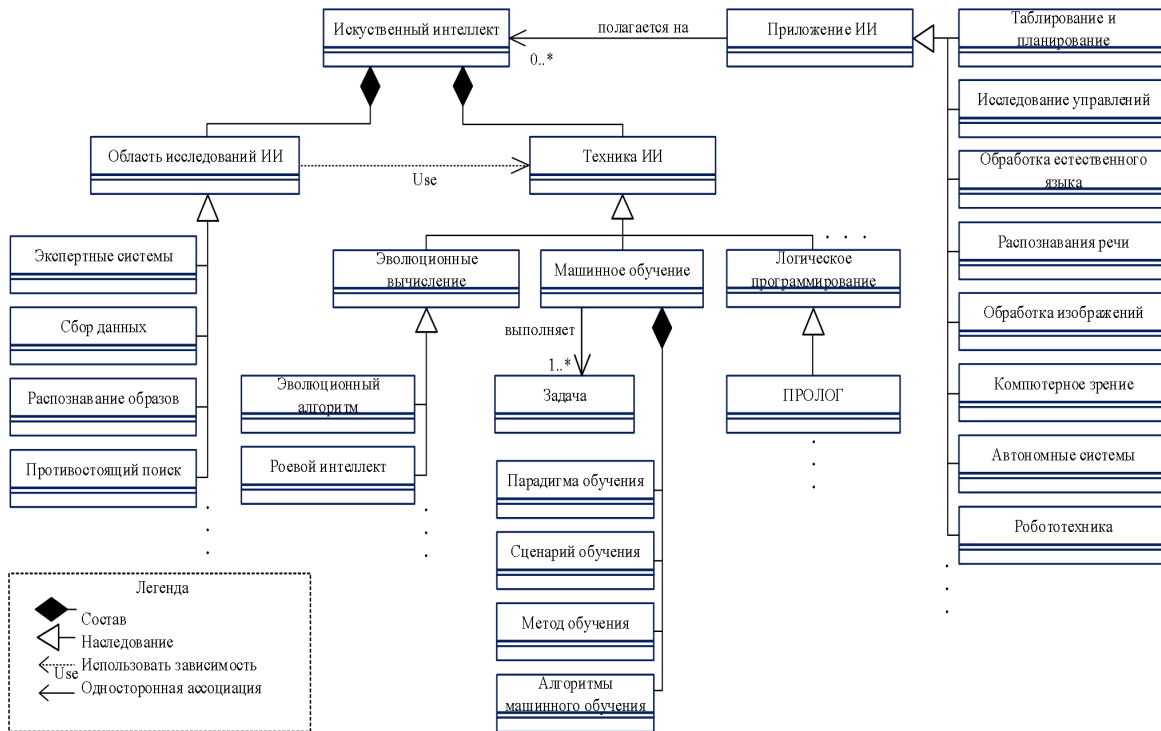 Искуственный интеллект
полагается на
0..*
Приложение ИИ
Таблирование и
планирование
Исследование управлений
Обработка естественного
языка
Распознавания речи
Обработка изображений
Компютерное зрение
Автономные системы
Робототехника
. . .
Область исследований ИИ
Use
Техника ИИ
Экспертные системы
Сбор данных
Распознавание образов
Противостоящий поиск
. . .
Эволюционные
вычисление
Машинное обучение
Логическое
программирование
. . .
Эволюционный
алгоритм
Роевой интеллект
. . .
выполняет
1..*
Задача
ПРОЛОГ
. . .
Парадигма обучения
Сценарий обучения
Метод обучения
Алгоритмы
машинного обучения
Легенда
Состав
Наследование
Использовать зависимость
Use
Односторонная ассоциация